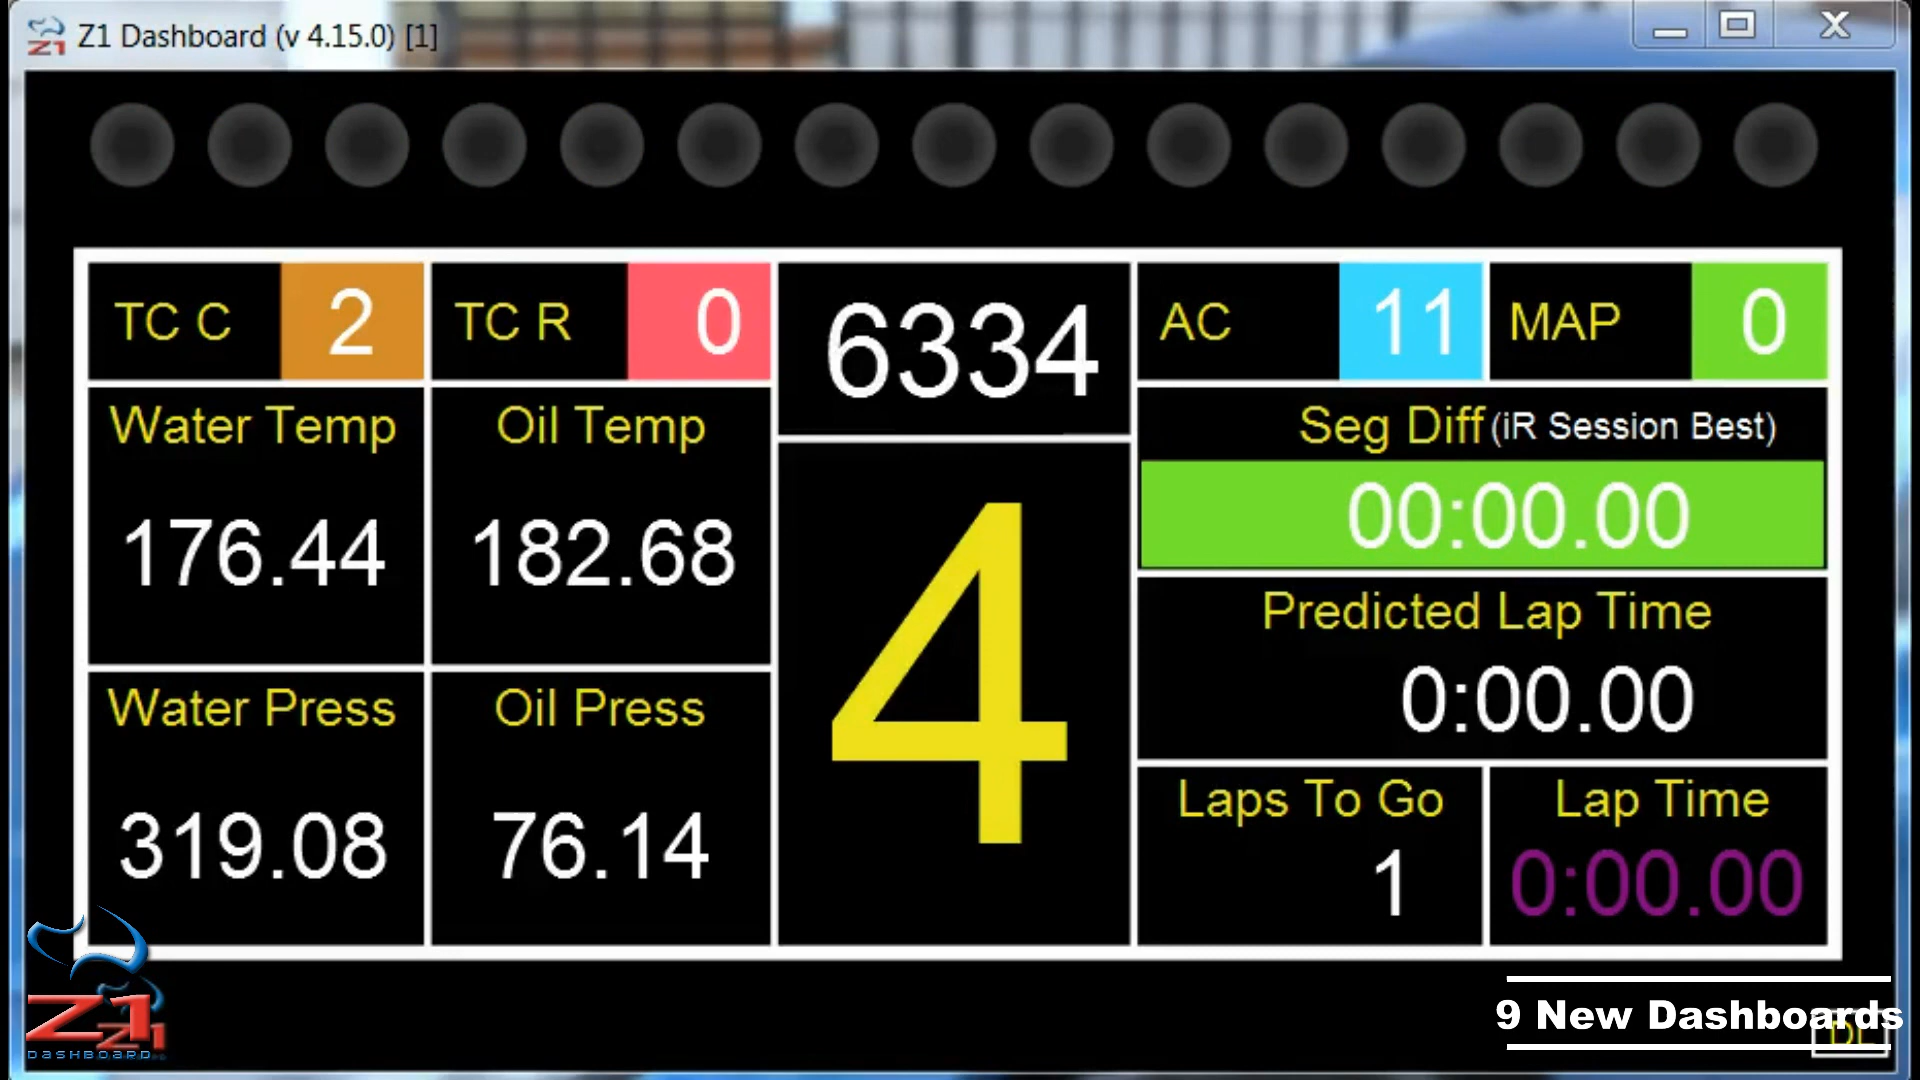 Z1 Dashboard (v 4.15.0) [1]
TC C 2
TC R 0
6334
AC 11
MAP 0
Water Temp
176.44
Oil Temp
182.68
Seg Diff (iR Session Best)
00:00.00
4
Predicted Lap Time
0:00.00
Water Press
319.08
Oil Press
76.14
Laps To Go
1
Lap Time
0:00.00
Z1
DASHBOARD
9 New Dashboards
DL